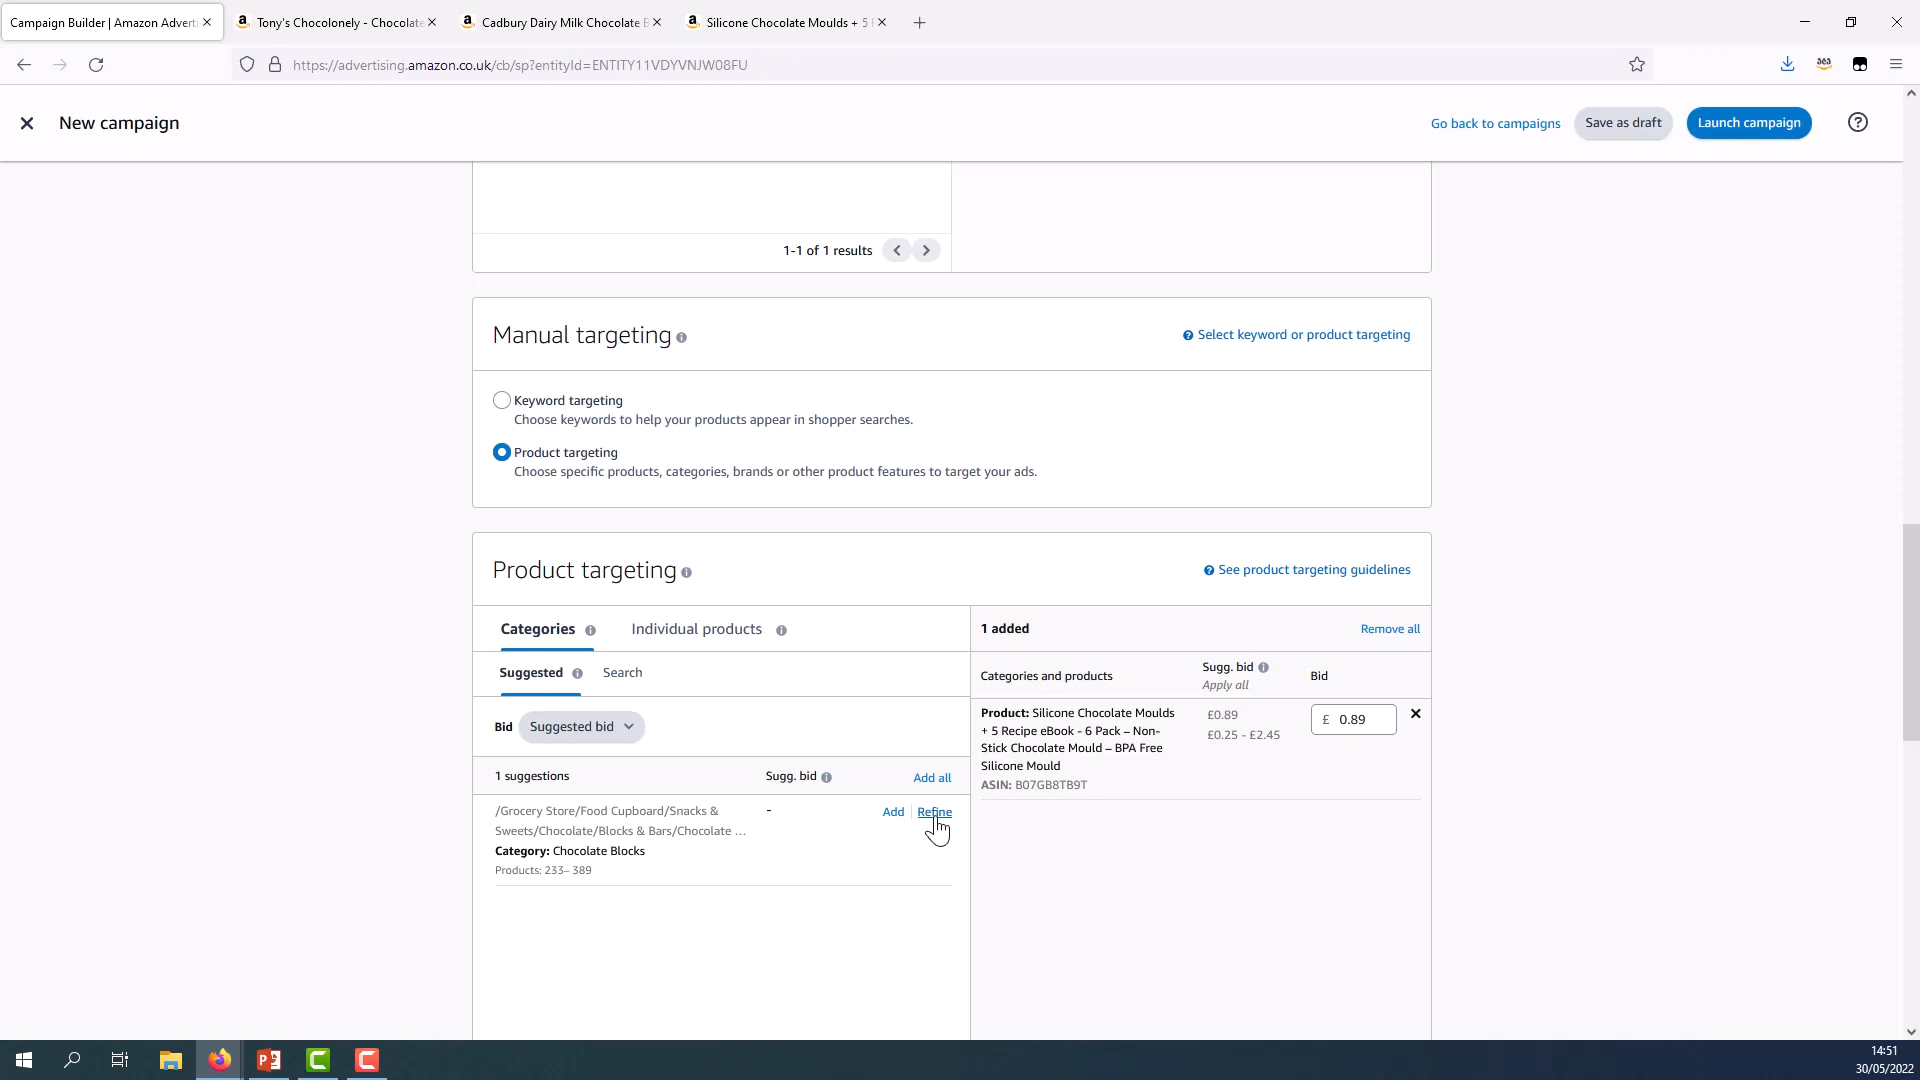 Campaign Builder | Amazon Adverti
Tony's Chocolonely - Chocolate
Cadbury Dairy Milk Chocolate B
Silicone Chocolate Moulds + 5 F
https://advertising.amazon.co.uk/cb/sp?entityId=ENTITY11VDYVNJW08FU
New campaign
Go back to campaigns
Save as draft
Launch campaign
1-1 of 1 results
Manual targeting
Select keyword or product targeting
Keyword targeting
Choose keywords to help your products appear in shopper searches.
Product targeting
Choose specific products, categories, brands or other product features to target your ads.
Product targeting
See product targeting guidelines
Categories
Individual products
1 added
Remove all
Suggested
Search
Categories and products
Sugg. bid
Apply all
Bid
Bid
Suggested bid
Product: Silicone Chocolate Moulds
+ 5 Recipe eBook - 6 Pack – Non-
Stick Chocolate Mould – BPA Free
Silicone Mould
ASIN: B07GB8TB9T
£0.89
£0.25 - £2.45
£ 0.89
1 suggestions
Sugg. bid
Add all
/Grocery Store/Food Cupboard/Snacks &
Sweets/Chocolate/Blocks & Bars/Chocolate ...
-
Add
Refine
Category: Chocolate Blocks
Products: 233– 389
14:51
30/05/2022